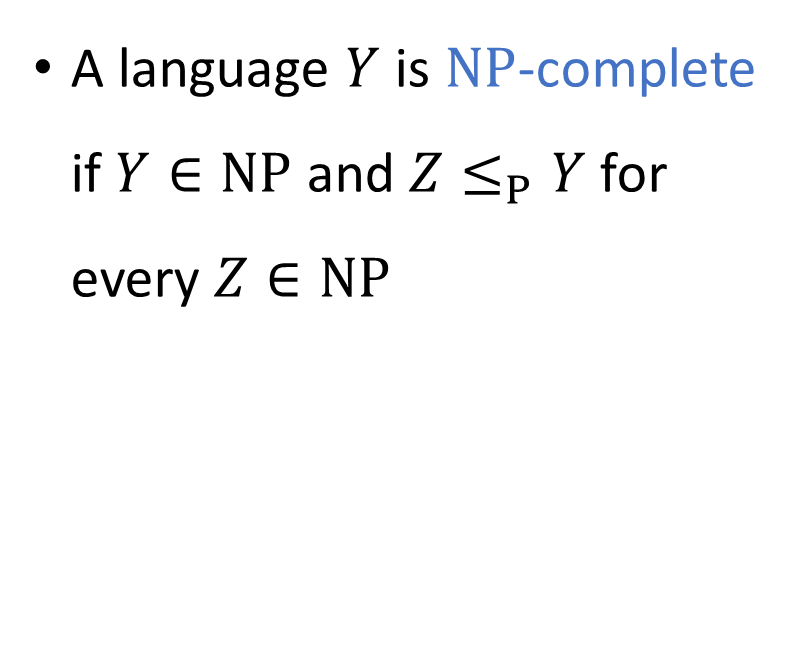 • A language 𝑌 is NP-complete
if 𝑌 ∈ NP and 𝑍 ≤P 𝑌 for
every 𝑍 ∈ NP